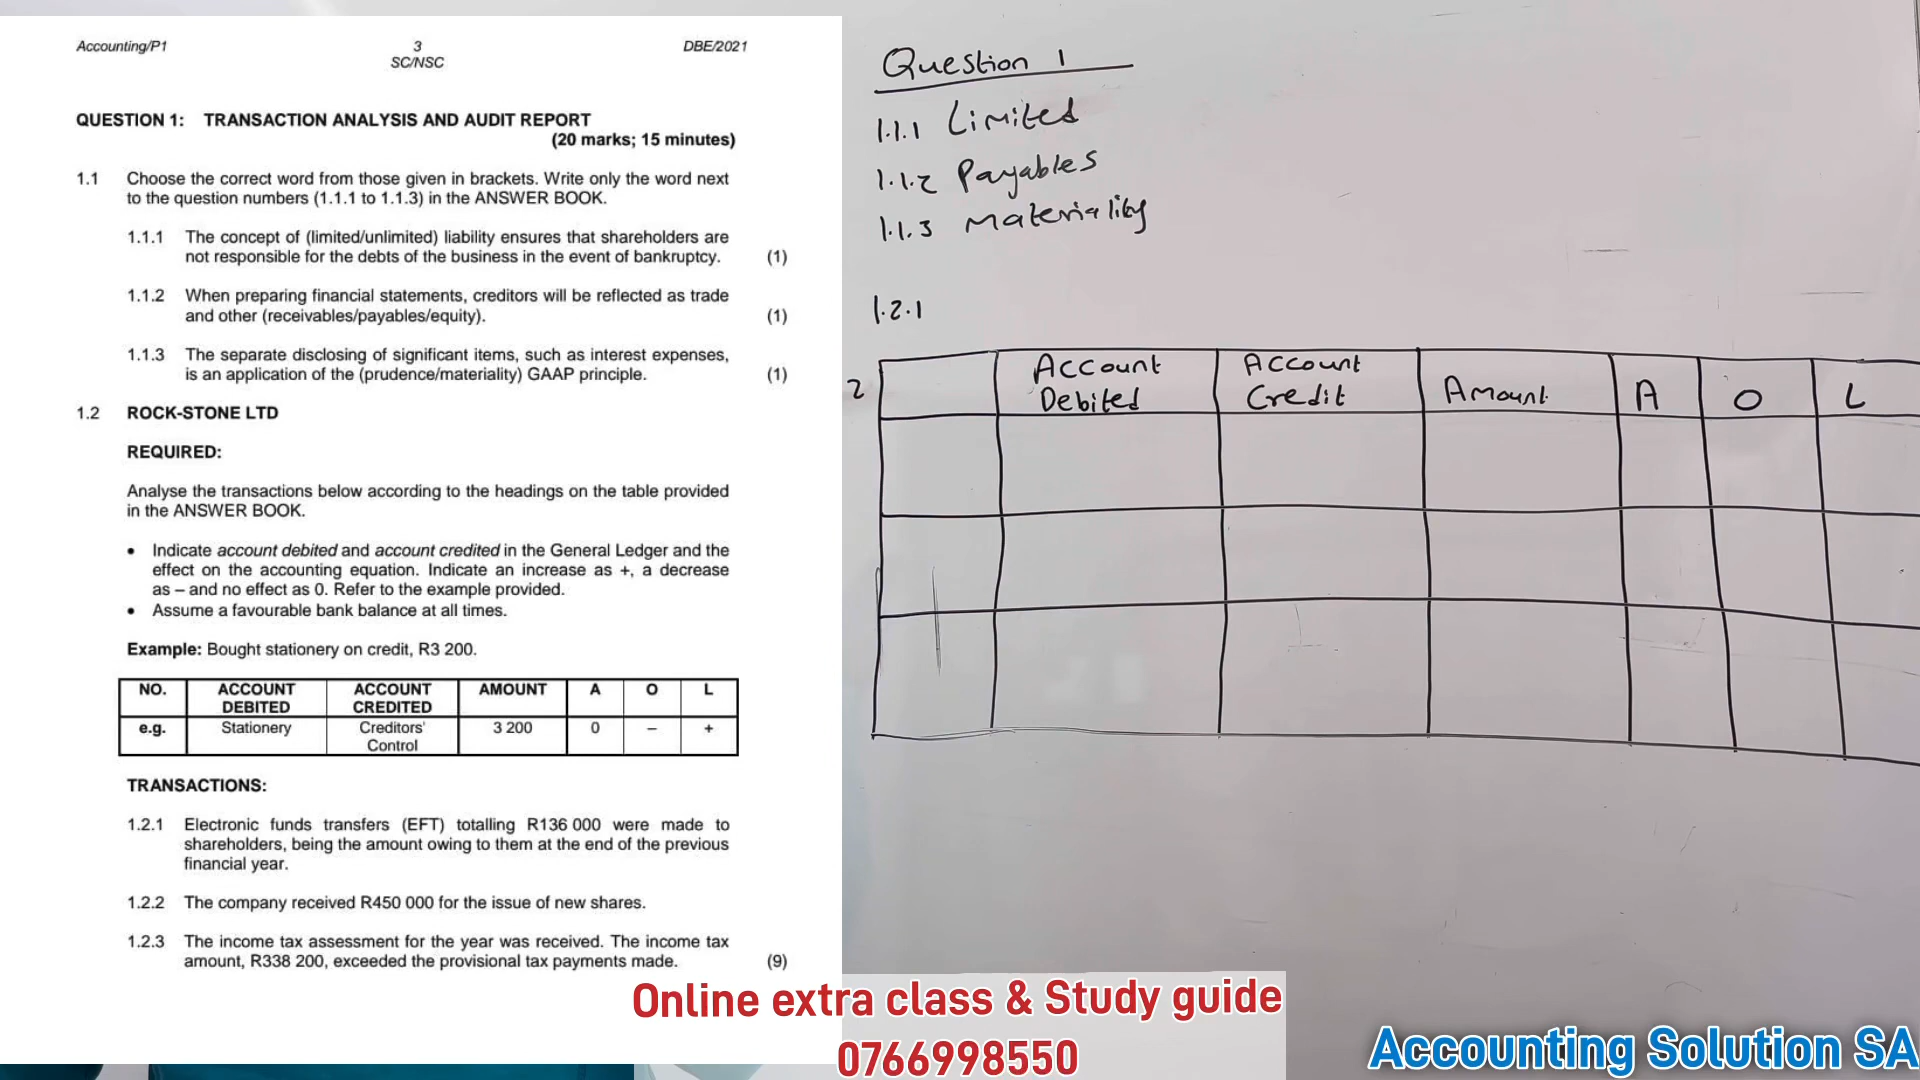 Accounting/P1
3
DBE/2021
SC/NSC
QUESTION 1: TRANSACTION ANALYSIS AND AUDIT REPORT
(20 marks; 15 minutes)
1.1 Choose the correct word from those given in brackets. Write only the word next
to the question numbers (1.1.1 to 1.1.3) in the ANSWER BOOK.
1.1.1 The concept of (limited/unlimited) liability ensures that shareholders are
not responsible for the debts of the business in the event of bankruptcy. (1)
1.1.2 When preparing financial statements, creditors will be reflected as trade
and other (receivables/payables/equity). (1)
1.1.3 The separate disclosing of significant items, such as interest expenses,
is an application of the (prudence/materiality) GAAP principle. (1)
1.2 ROCK-STONE LTD
REQUIRED:
Analyse the transactions below according to the headings on the table provided
in the ANSWER BOOK.
• Indicate account debited and account credited in the General Ledger and the
effect on the accounting equation. Indicate an increase as +, a decrease
as – and no effect as 0. Refer to the example provided.
• Assume a favourable bank balance at all times.
Example: Bought stationery on credit, R3 200.
NO. ACCOUNT DEBITED ACCOUNT CREDITED AMOUNT A O L
e.g. Stationery Creditors' Control 3 200 0 – +
TRANSACTIONS:
1.2.1 Electronic funds transfers (EFT) totalling R136 000 were made to
shareholders, being the amount owing to them at the end of the previous
financial year.
1.2.2 The company received R450 000 for the issue of new shares.
1.2.3 The income tax assessment for the year was received. The income tax
amount, R338 200, exceeded the provisional tax payments made. (9)
Question 1
1.1.1 Limited
1.1.2 Payables
1.1.3 Materiality
1.2.1
2 Account Debited Account Credit Amount A O L
Online extra class & Study guide
0766998550
Accounting Solution SA